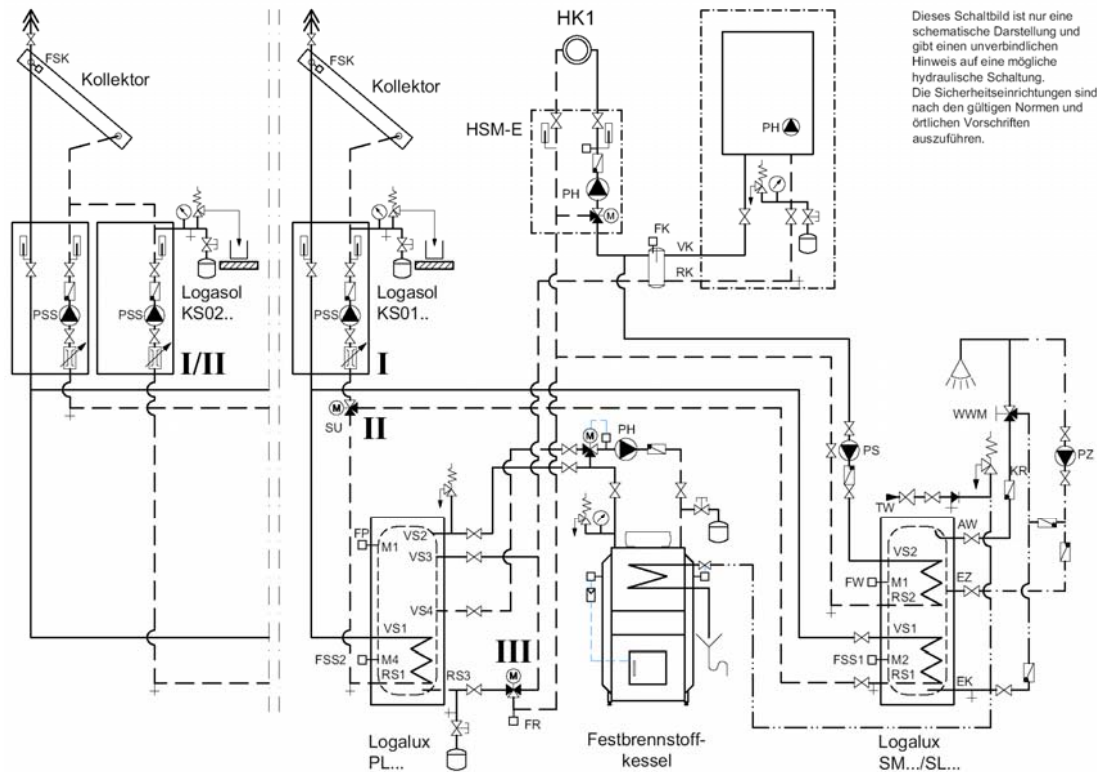 HK1
Dieses Schaltbild ist nur eine
schematische Darstellung und
gibt einen unverbindlichen
Hinweis auf eine mögliche
hydraulische Schaltung.
Die Sicherheitseinrichtungen sind
nach den gültigen Normen und
örtlichen Vorschriften
auszuführen.
FSK
Kollektor
FSK
Kollektor
HSM-E
PH
PH
M
FK
VK
RK
Logasol
KS02..
Logasol
KS01..
PSS
PSS
PSS
I/II
I
M
SU
II
M
PH
PS
WWM
PZ
KR
TW
AW
FP
M1
VS2
VS3
VS4
VS1
FSS2
M4
RS1
RS3
III
M
FR
VS2
FW
M1
RS2
EZ
VS1
FSS1
M2
RS1
EK
Logalux
PL...
Festbrennstoff-
kessel
Logalux
SM.../SL...